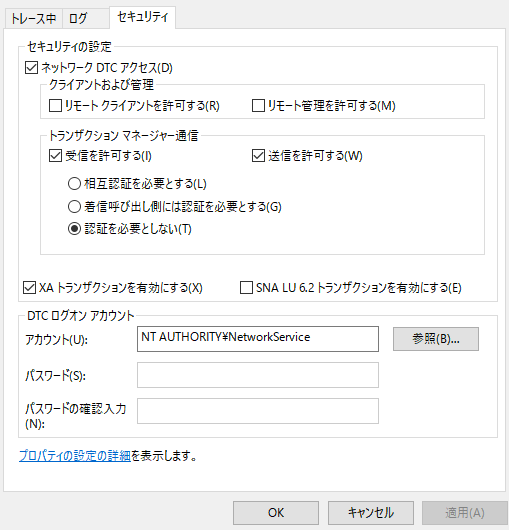 トレース中 ログ セキュリティ
セキュリティの設定
ネットワーク DTC アクセス(D)
クライアントおよび管理
リモート クライアントを許可する(R) リモート管理を許可する(M)
トランザクション マネージャー通信
受信を許可する(I) 送信を許可する(W)
相互認証を必要とする(L)
着信呼び出し側には認証を必要とする(G)
認証を必要としない(T)
XA トランザクションを有効にする(X) SNA LU 6.2 トランザクションを有効にする(E)
DTC ログオン アカウント
アカウント(U): NT AUTHORITY¥NetworkService 参照(B)...
パスワード(S):
パスワードの確認入力
(N):
プロパティの設定の詳細を表示します。
OK キャンセル 適用(A)